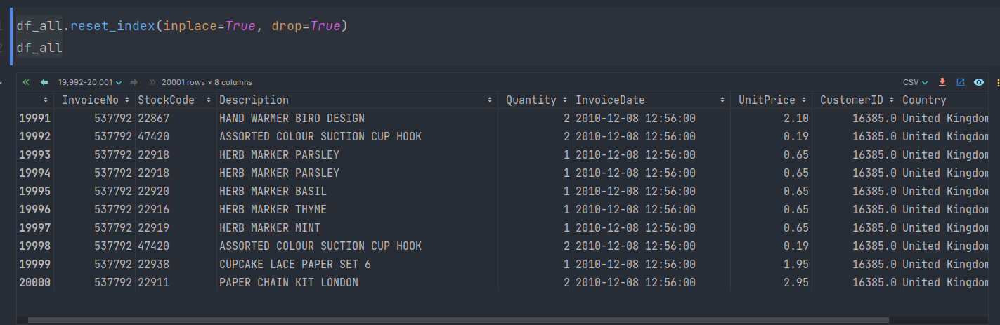 1 df_all.reset_index(inplace=True, drop=True)
2 df_all
19,992-20,001 20001 rows × 8 columns CSV
InvoiceNo StockCode Description Quantity InvoiceDate UnitPrice CustomerID Country
19991 537792 22867 HAND WARMER BIRD DESIGN 2 2010-12-08 12:56:00 2.10 16385.0 United Kingdom
19992 537792 47420 ASSORTED COLOUR SUCTION CUP HOOK 2 2010-12-08 12:56:00 0.19 16385.0 United Kingdom
19993 537792 22918 HERB MARKER PARSLEY 1 2010-12-08 12:56:00 0.65 16385.0 United Kingdom
19994 537792 22918 HERB MARKER PARSLEY 1 2010-12-08 12:56:00 0.65 16385.0 United Kingdom
19995 537792 22920 HERB MARKER BASIL 1 2010-12-08 12:56:00 0.65 16385.0 United Kingdom
19996 537792 22916 HERB MARKER THYME 1 2010-12-08 12:56:00 0.65 16385.0 United Kingdom
19997 537792 22919 HERB MARKER MINT 1 2010-12-08 12:56:00 0.65 16385.0 United Kingdom
19998 537792 47420 ASSORTED COLOUR SUCTION CUP HOOK 2 2010-12-08 12:56:00 0.19 16385.0 United Kingdom
19999 537792 22938 CUPCAKE LACE PAPER SET 6 1 2010-12-08 12:56:00 1.95 16385.0 United Kingdom
20000 537792 22911 PAPER CHAIN KIT LONDON 2 2010-12-08 12:56:00 2.95 16385.0 United Kingdom